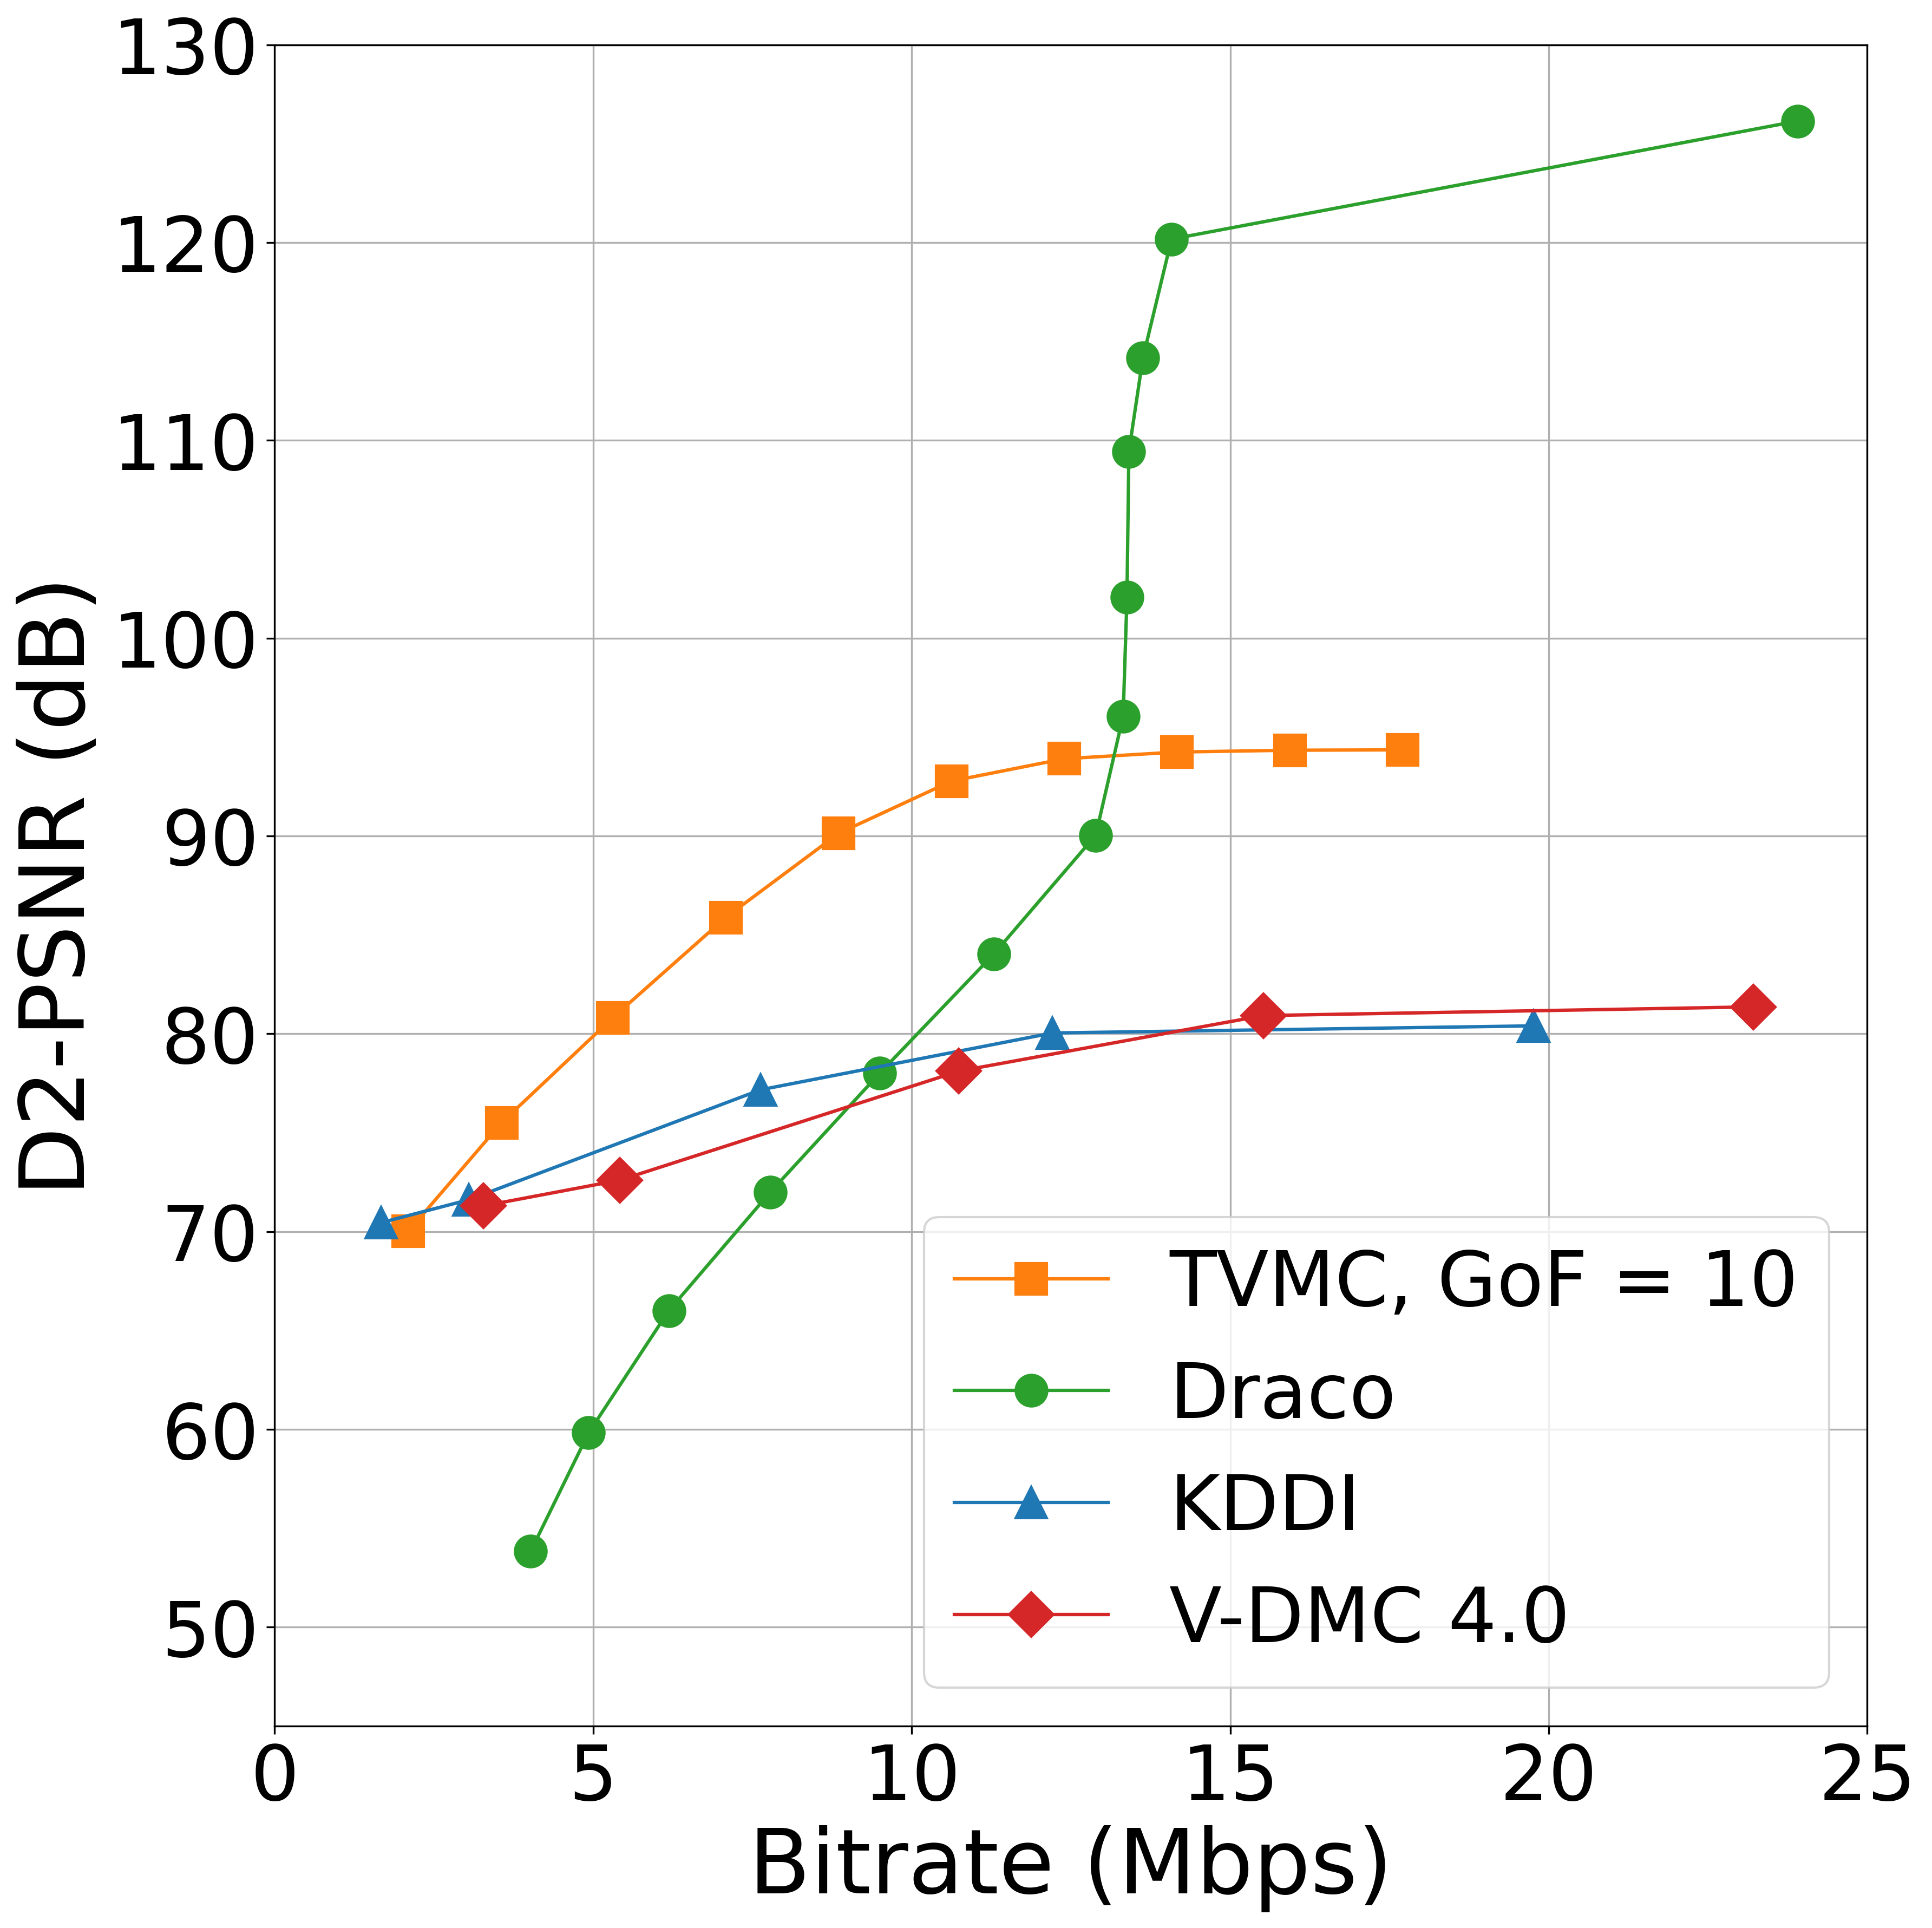 130
120
110
100
90
80
70
60
50
D2-PSNR (dB)
TVMC, GoF = 10
Draco
KDDI
V-DMC 4.0
0 5 10 15 20 25
Bitrate (Mbps)